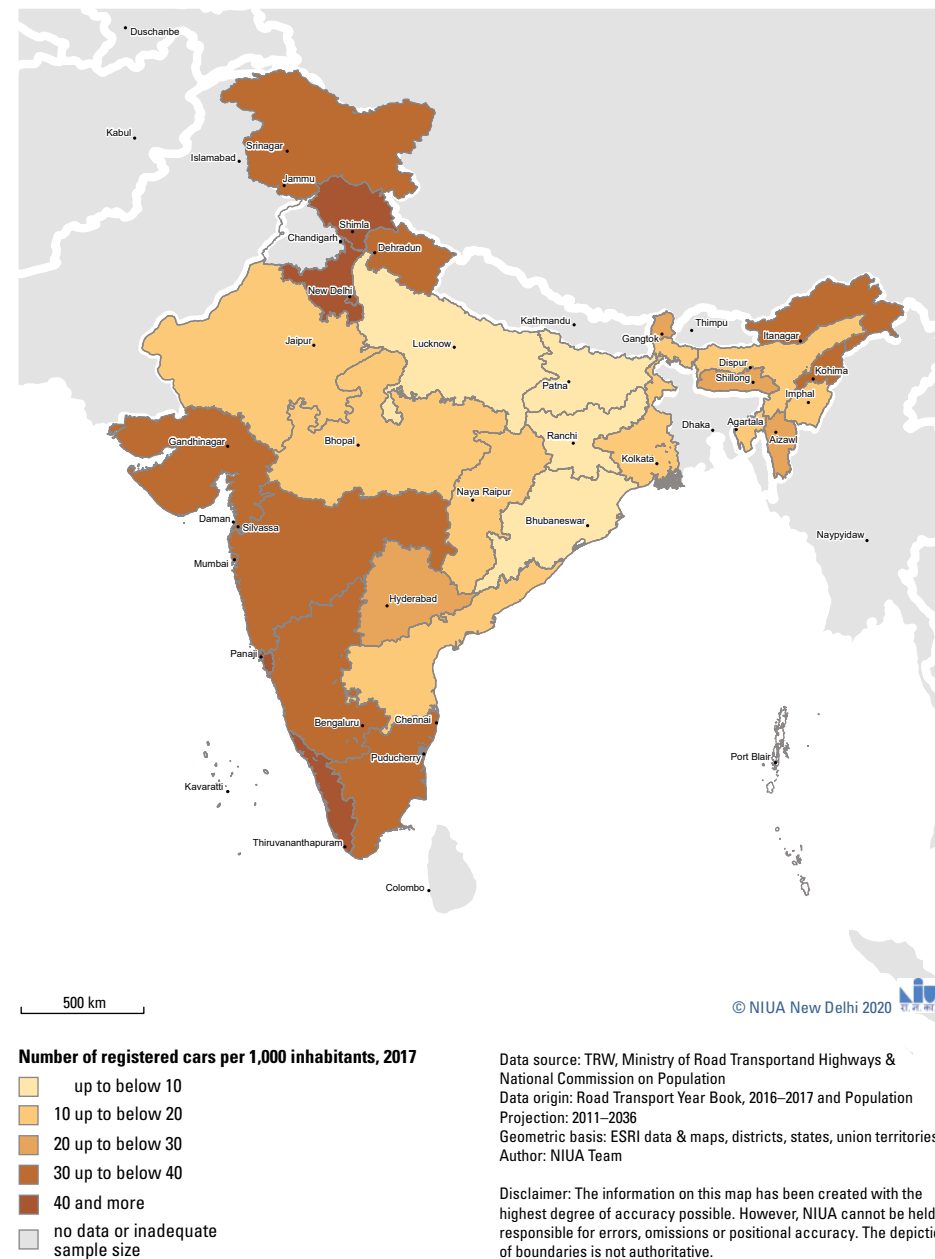 Duschanbe
Kabul
Srinagar
Islamabad
Jammu
Shimla
Chandigarh
Dehradun
New Delhi
Kathmandu
Thimpu
Gangtok
Itanagar
Jaipur
Lucknow
Dispur
Kohima
Patna
Shillong
Imphal
Dhaka
Agartala
Gandhinagar
Bhopal
Ranchi
Aizawl
Kolkata
Naya Raipur
Daman
Silvassa
Bhubaneswar
Naypyidaw
Mumbai
Hyderabad
Panaji
Bengaluru
Chennai
Puducherry
Port Blair
Kavaratti
Thiruvananthapuram
Colombo
500 km
© NIUA New Delhi 2020
NIU
Number of registered cars per 1,000 inhabitants, 2017
up to below 10
10 up to below 20
20 up to below 30
30 up to below 40
40 and more
no data or inadequate
sample size
Data source: TRW, Ministry of Road Transportand Highways &
National Commission on Population
Data origin: Road Transport Year Book, 2016–2017 and Population
Projection: 2011–2036
Geometric basis: ESRI data & maps, districts, states, union territories
Author: NIUA Team
Disclaimer: The information on this map has been created with the
highest degree of accuracy possible. However, NIUA cannot be held
responsible for errors, omissions or positional accuracy. The depicti
of boundaries is not authoritative.